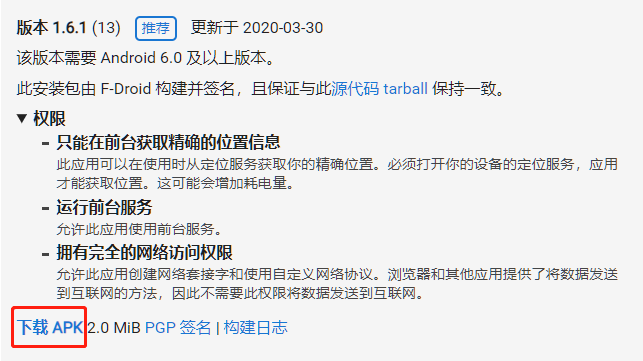 版本 1.6.1 (13) 推荐 更新于 2020-03-30
该版本需要 Android 6.0 及以上版本。
此安装包由 F-Droid 构建并签名，且保证与此源代码 tarball 保持一致。
▼ 权限
- 只能在前台获取精确的位置信息
此应用可以在使用时从定位服务获取你的精确位置。必须打开你的设备的定位服务，应用
才能获取位置。这可能会增加耗电量。
- 运行前台服务
允许此应用使用前台服务。
- 拥有完全的网络访问权限
允许此应用创建网络套接字和使用自定义网络协议。浏览器和其他应用提供了将数据发送
到互联网的方法，因此不需要此权限将数据发送到互联网。
下载 APK 2.0 MiB PGP 签名 | 构建日志